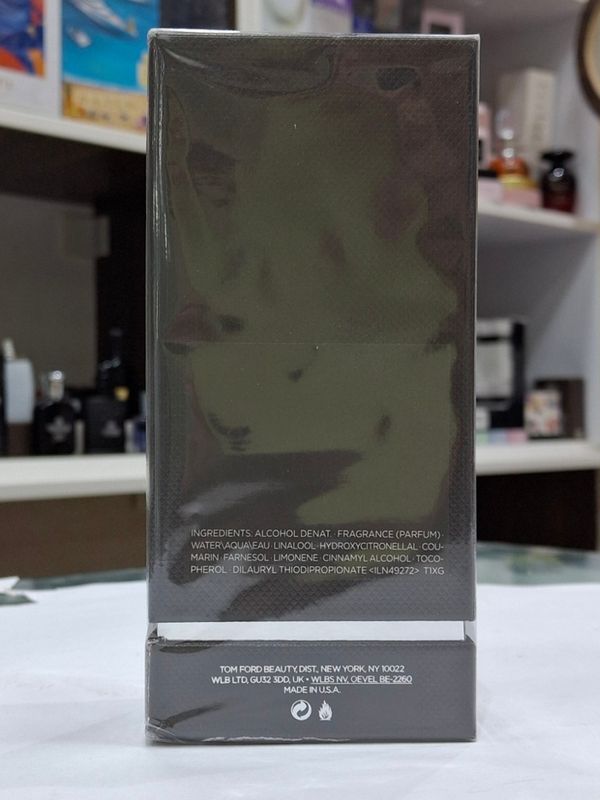 INGREDIENTS: ALCOHOL DENAT. · FRAGRANCE (PARFUM) ·
WATER\AQUA\EAU · LINALOOL · HYDROXYCITRONELLAL · COU-
MARIN · FARNESOL · LIMONENE · CINNAMYL ALCOHOL · TOCO-
PHEROL · DILAURYL THIODIPROPIONATE <ILN49272> T1XG
TOM FORD BEAUTY, DIST., NEW YORK, NY 10022
WLB LTD, GU32 3DD, UK • WLBS NV, OEVEL BE-2260
MADE IN U.S.A.